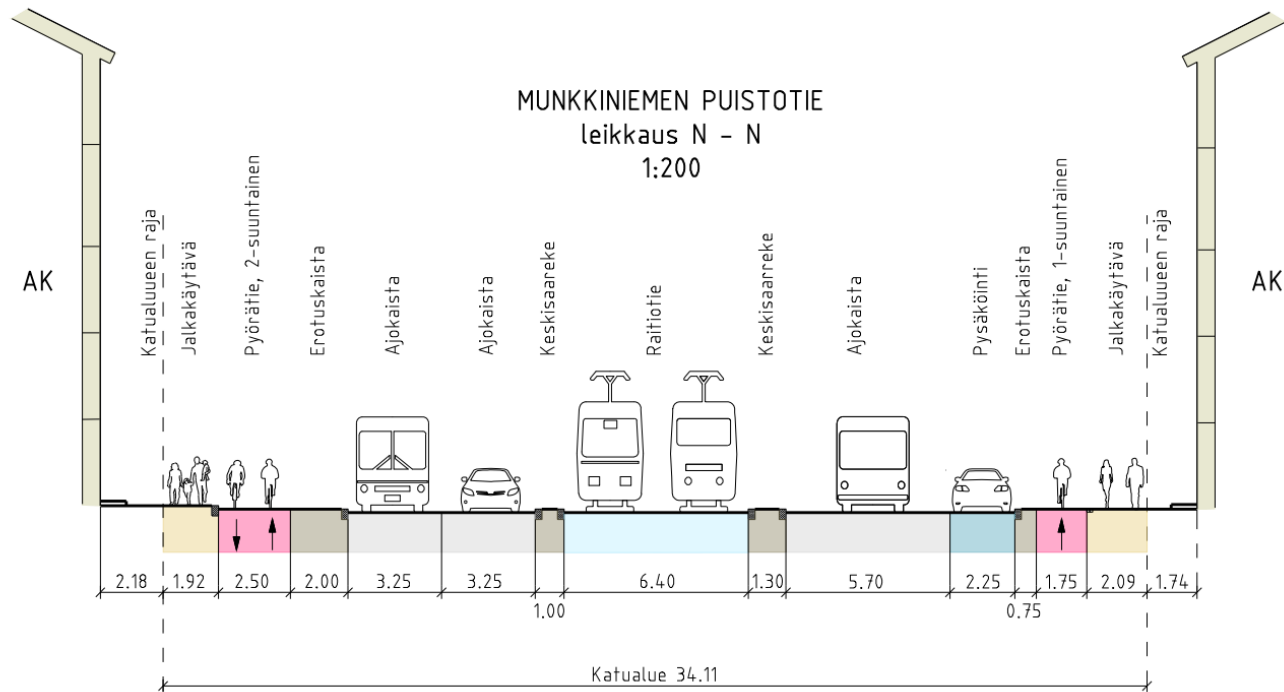 MUNKKINIEMEN PUISTOTIE
leikkaus N - N
1:200
AK
Katualuueen raja
Jalkakäytävä
Pyörätie, 2-suuntainen
Erotuskaista
Ajokaista
Ajokaista
Keskisaareke
Raitiotie
Keskisaarreke
Ajokaista
Pysäköinti
Erotuskaista
Pyörätie, 1-suuntainen
Jalkakäytävä
Katualuueen raja
AK
2.18
1.92
2.50
2.00
3.25
3.25
1.00
6.40
1.30
5.70
2.25
0.75
1.75
2.09
1.74
Katualue 34.11